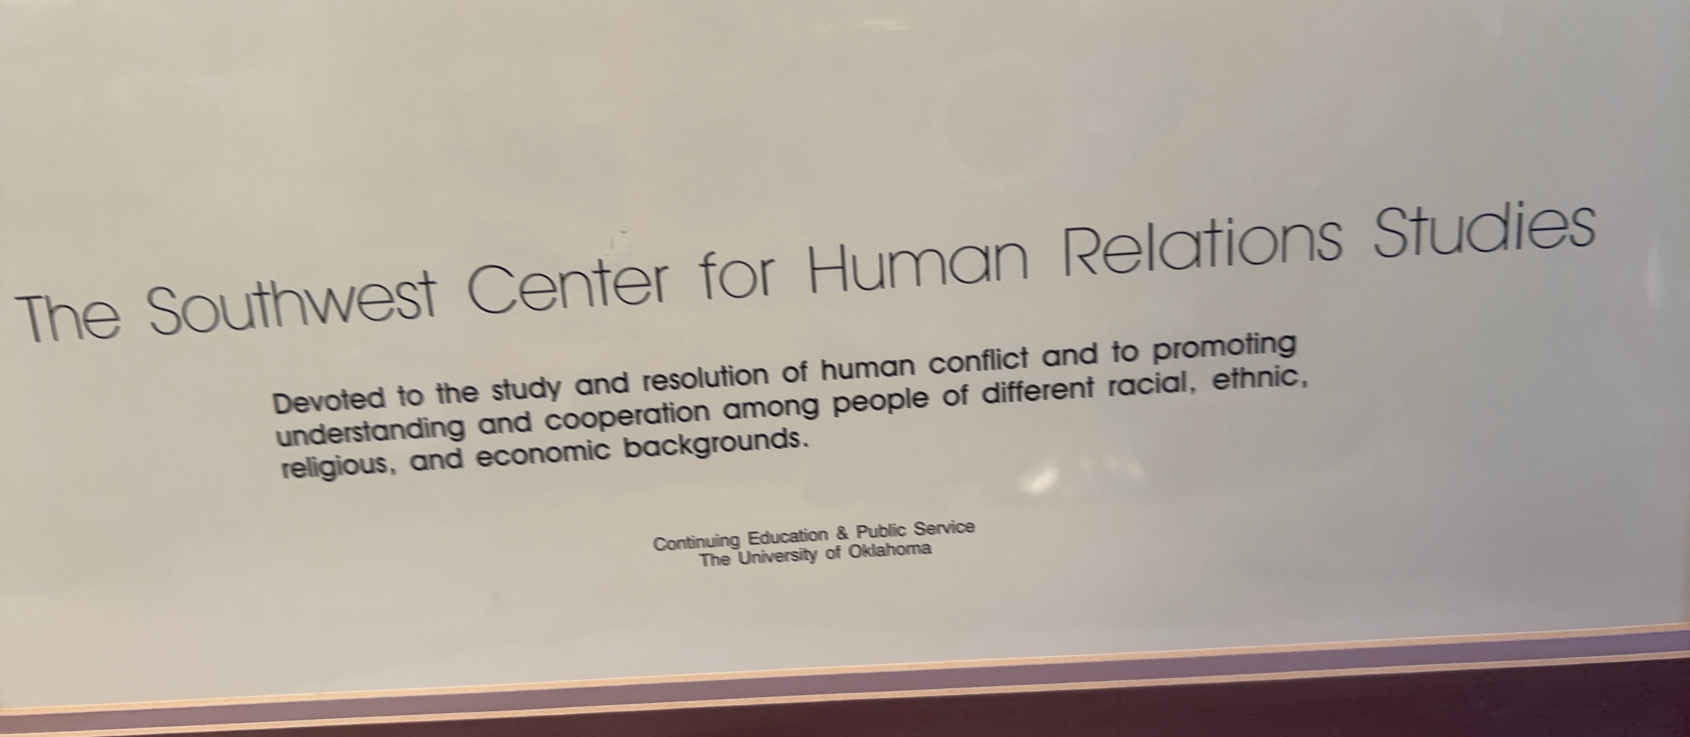 The Southwest Center for Human Relations Studies
Devoted to the study and resolution of human conflict and to promoting
understanding and cooperation among people of different racial, ethnic,
religious, and economic backgrounds.
Continuing Education & Public Service
The University of Oklahoma